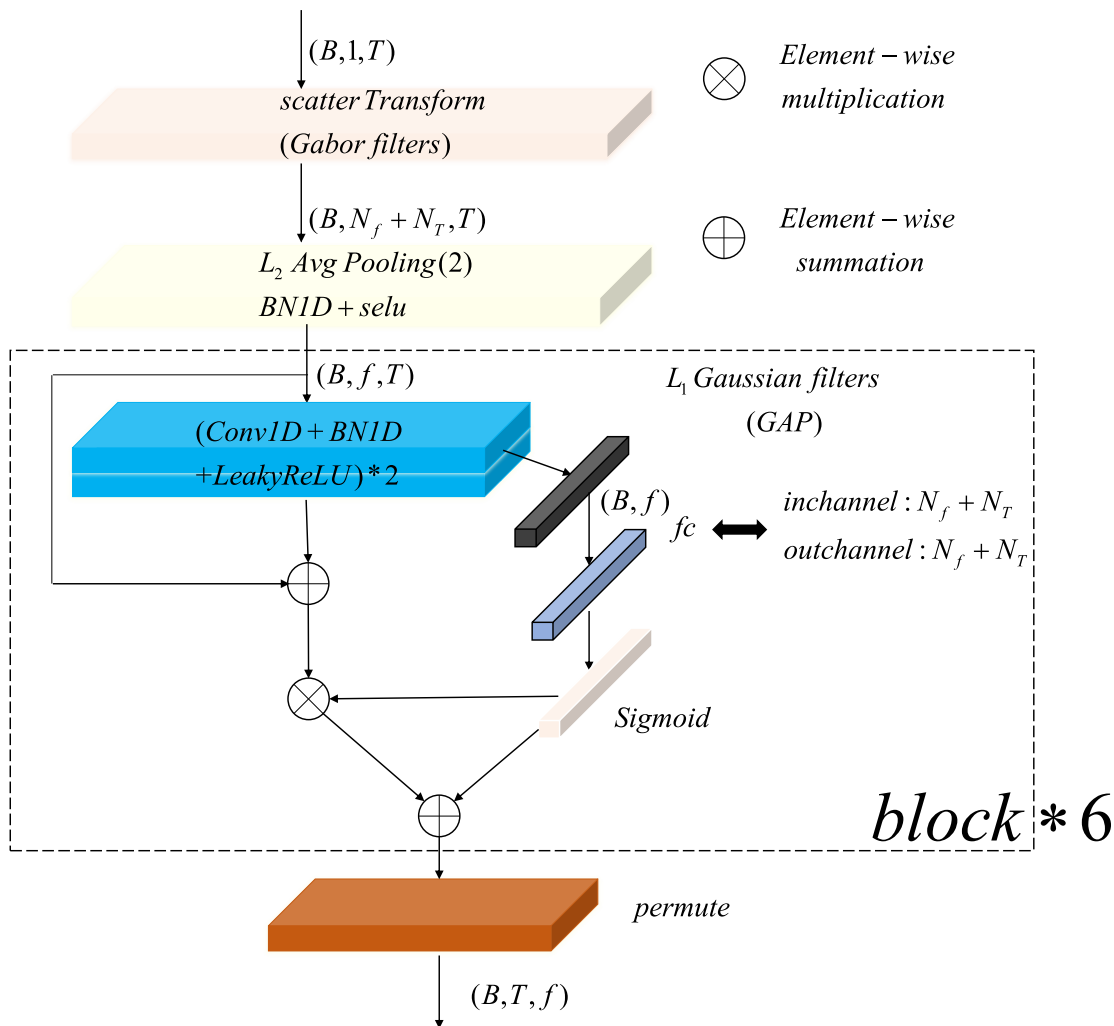 (B,1,T)
scatter Transform
(Gabor filters)
Element − wise
multiplication
(B, N_f + N_T, T)
L_2 Avg Pooling(2)
BN1D + selu
Element − wise
summation
(B, f, T)
L_1 Gaussian filters
(GAP)
(Conv1D + BN1D
+LeakyReLU)*2
(B, f)
fc
inchannel : N_f + N_T
outchannel : N_f + N_T
Sigmoid
block * 6
permute
(B,T, f)